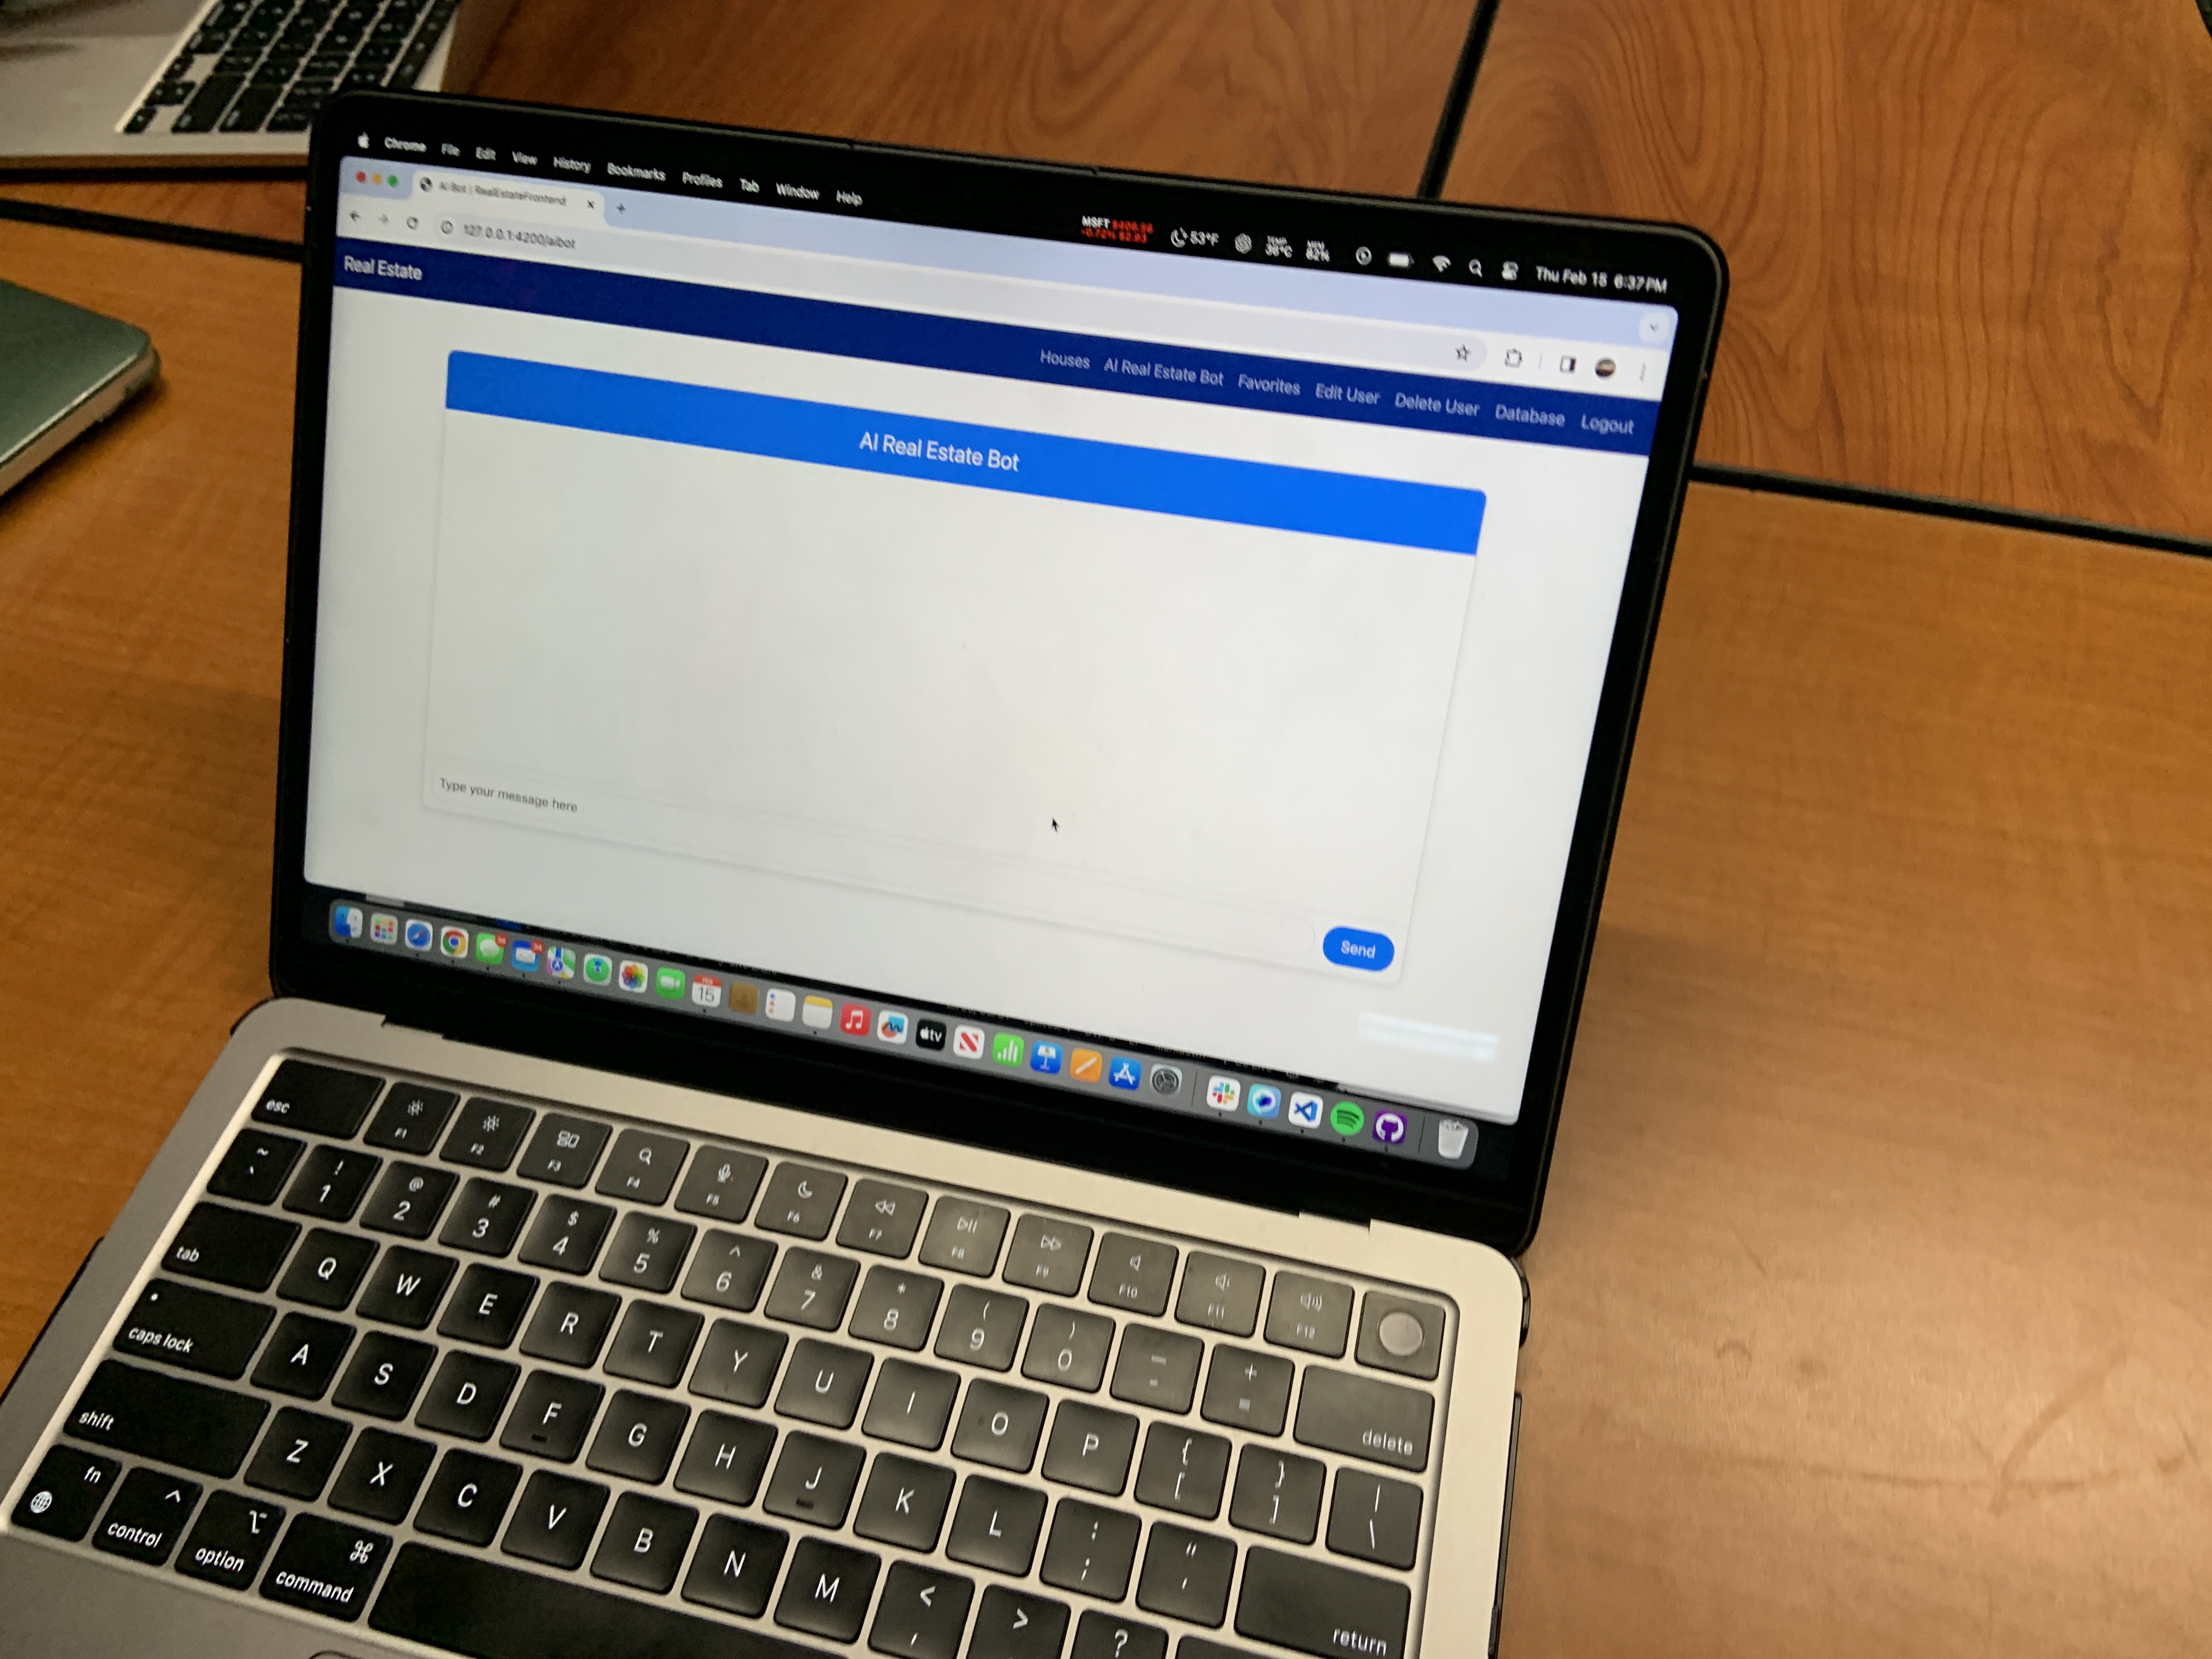 Chrome File Edit View History Bookmarks Profiles Tab Window Help
MSFT
53°F
TEMP
36°C
MEM
82%
Thu Feb 15 6:37 PM
AI Bot | RealEstateFrontend
127.0.0.1:4200/aibot
Real Estate
Houses AI Real Estate Bot Favorites Edit User Delete User Database Logout
AI Real Estate Bot
Type your message here
Send
15
tv
esc F1 F2 F3 F4 F5 F6 F7 F8 F9 F10 F11 F12
~ ! @ # $ % ^ & * ( ) — +
` 1 2 3 4 5 6 7 8 9 0 - = delete
tab Q W E R T Y U I O P { [ } ] | \
caps lock A S D F G H J K L : ; " ' return
shift Z X C V B N M < , > ?
fn control option command